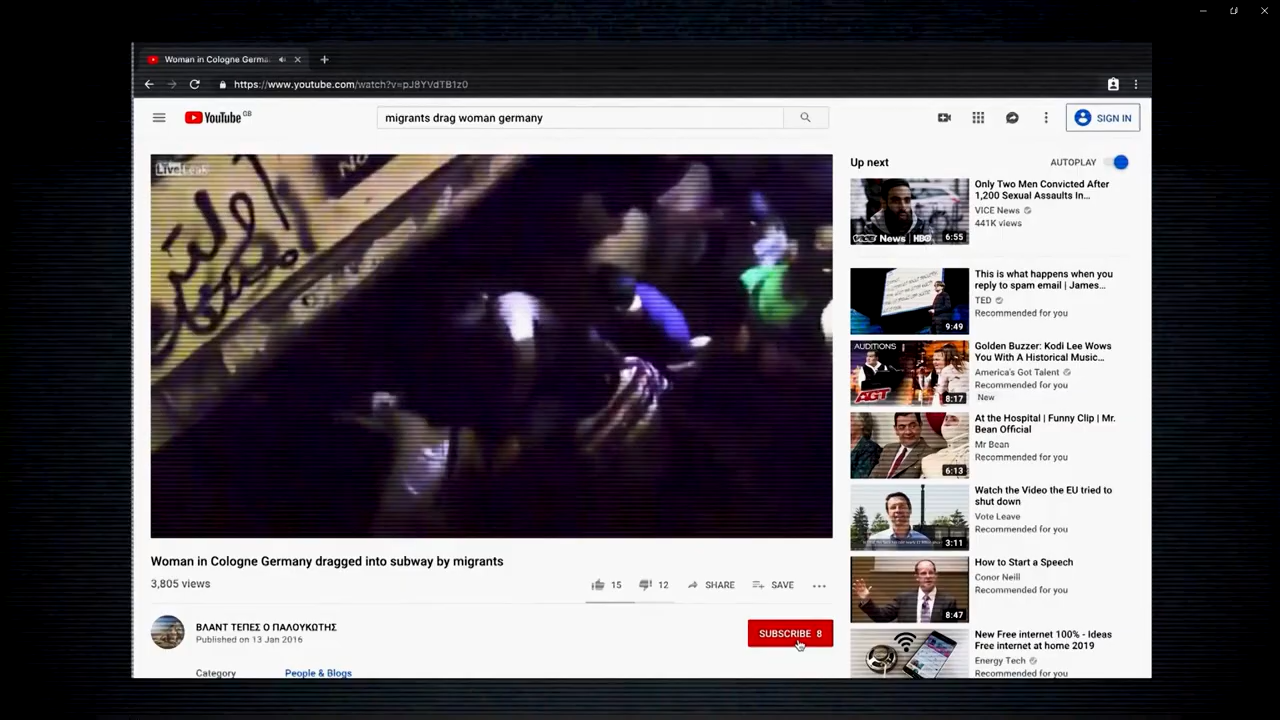 Woman in Cologne Germa
https://www.youtube.com/watch?v=pJ8YVdTB1z0
YouTube GB
migrants drag woman germany
SIGN IN
LiveLeak
Up next
AUTOPLAY
Only Two Men Convicted After
1,200 Sexual Assaults In...
VICE News
441K views
News HBO
6:55
This is what happens when you
reply to spam email | James...
TED
Recommended for you
9:49
AUDITIONS
AGT
Golden Buzzer: Kodi Lee Wows
You With A Historical Music...
America's Got Talent
Recommended for you
New
8:17
At the Hospital | Funny Clip | Mr.
Bean Official
Mr Bean
Recommended for you
6:13
Watch the Video the EU tried to
shut down
Vote Leave
Recommended for you
3:11
How to Start a Speech
Conor Neill
Recommended for you
8:47
New Free internet 100% - Ideas
Free internet at home 2019
Energy Tech
Recommended for you
Woman in Cologne Germany dragged into subway by migrants
3,805 views
15
12
SHARE
SAVE
ΒΛΑΝΤ ΤΕΠΕΣ Ο ΠΑΛΟΥΚΩΤΗΣ
Published on 13 Jan 2016
SUBSCRIBE 8
Category
People & Blogs